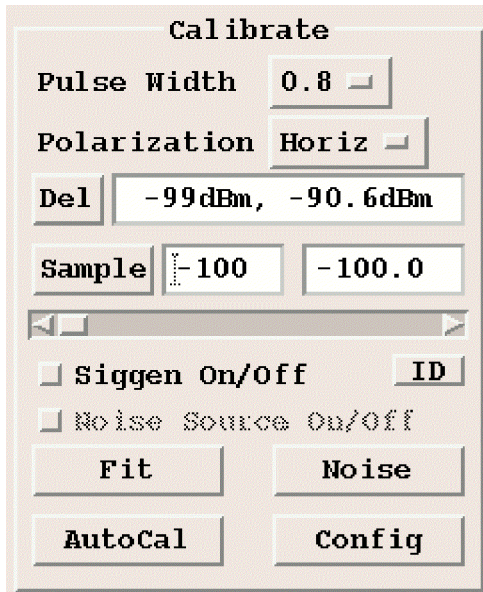 Calibrate
Pulse Width 0.8
Polarization Horiz
Del -99dBm, -90.6dBm
Sample -100 -100.0
Siggen On/Off ID
Noise Source On/Off
Fit Noise
AutoCal Config